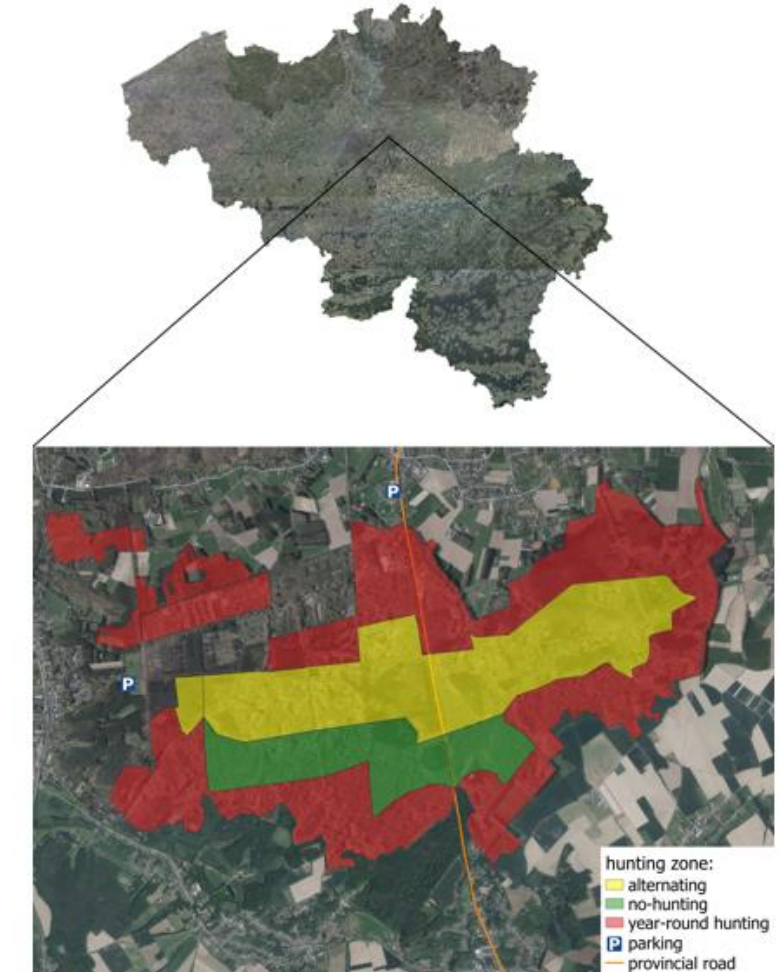 P
P
hunting zone:
alternating
no-hunting
year-round hunting
P parking
provincial road